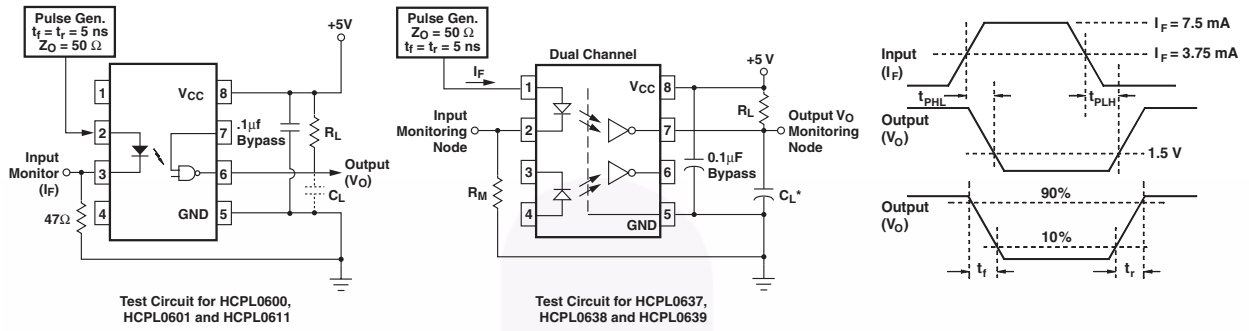 Pulse Gen.
tf = tr = 5 ns
ZO = 50 Ω
+5V
1
2
3
4
VCC
GND
8
7
6
5
.1μf
Bypass
RL
CL
Input
Monitor
(IF)
47Ω
Output
(VO)
Test Circuit for HCPL0600,
HCPL0601 and HCPL0611
Pulse Gen.
ZO = 50 Ω
tf = tr = 5 ns
IF
Dual Channel
+5 V
1
2
3
4
VCC
GND
8
7
6
5
RL
Input
Monitoring
Node
RM
0.1μF
Bypass
CL*
Output VO
Monitoring
Node
Test Circuit for HCPL0637,
HCPL0638 and HCPL0639
Input
(IF)
IF = 7.5 mA
IF = 3.75 mA
tPHL
tPLH
Output
(VO)
1.5 V
Output
(VO)
90%
10%
tf
tr